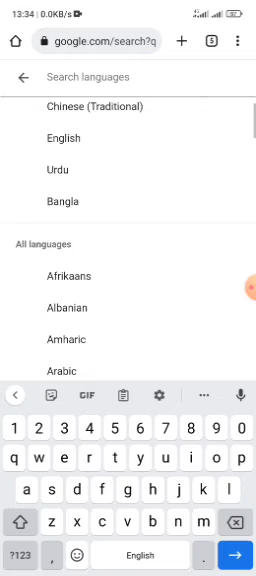 13:34 | 0.0KB/s
google.com/search?q
5
Search languages
Chinese (Traditional)
English
Urdu
Bangla
All languages
Afrikaans
Albanian
Amharic
Arabic
GIF
1 2 3 4 5 6 7 8 9 0
q w e r t y u i o p
a s d f g h j k l
z x c v b n m
?123 , English .